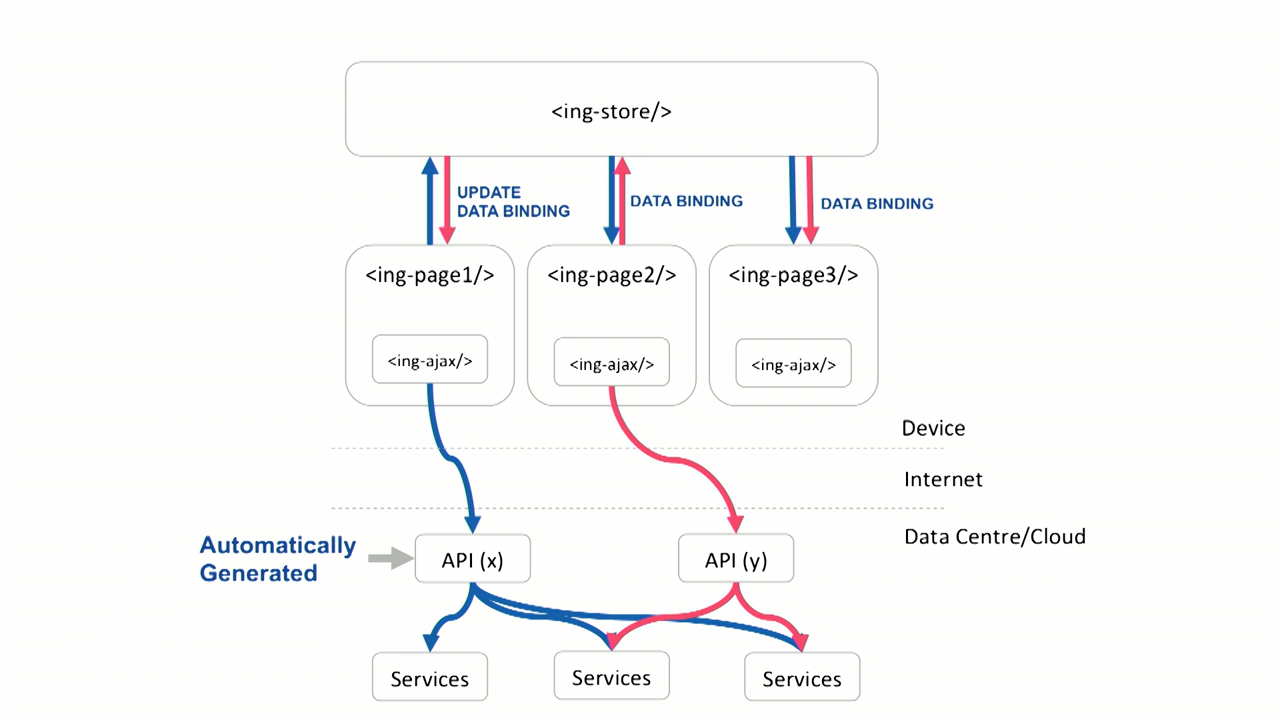 <ing-store/>
UPDATE
DATA BINDING
DATA BINDING
DATA BINDING
<ing-page1/>
<ing-page2/>
<ing-page3/>
<ing-ajax/>
<ing-ajax/>
<ing-ajax/>
Device
Internet
Data Centre/Cloud
Automatically
Generated
API (x)
API (y)
Services
Services
Services